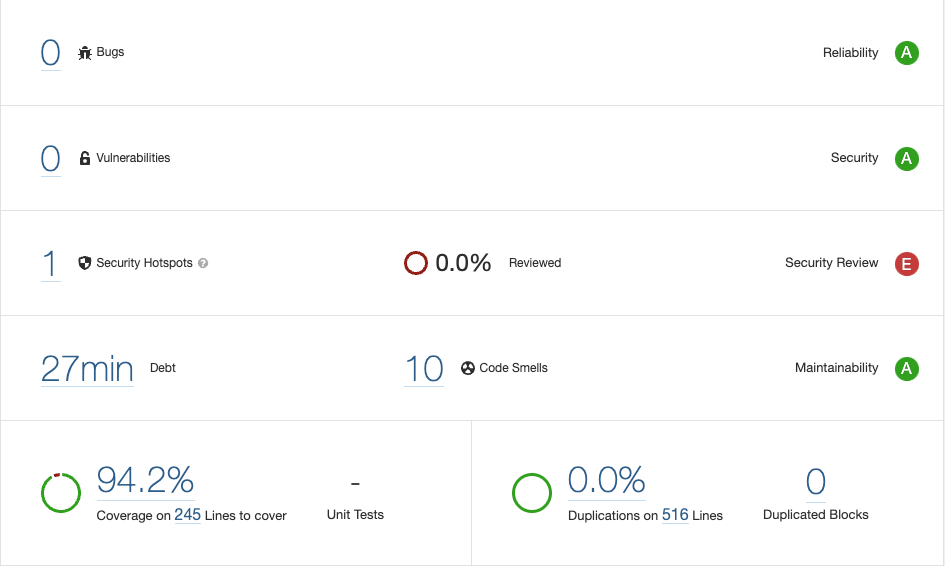 0 Bugs Reliability A
0 Vulnerabilities Security A
1 Security Hotspots ? 0.0% Reviewed Security Review E
27min Debt 10 Code Smells Maintainability A
94.2%
Coverage on 245 Lines to cover
-
Unit Tests
0.0%
Duplications on 516 Lines
0
Duplicated Blocks